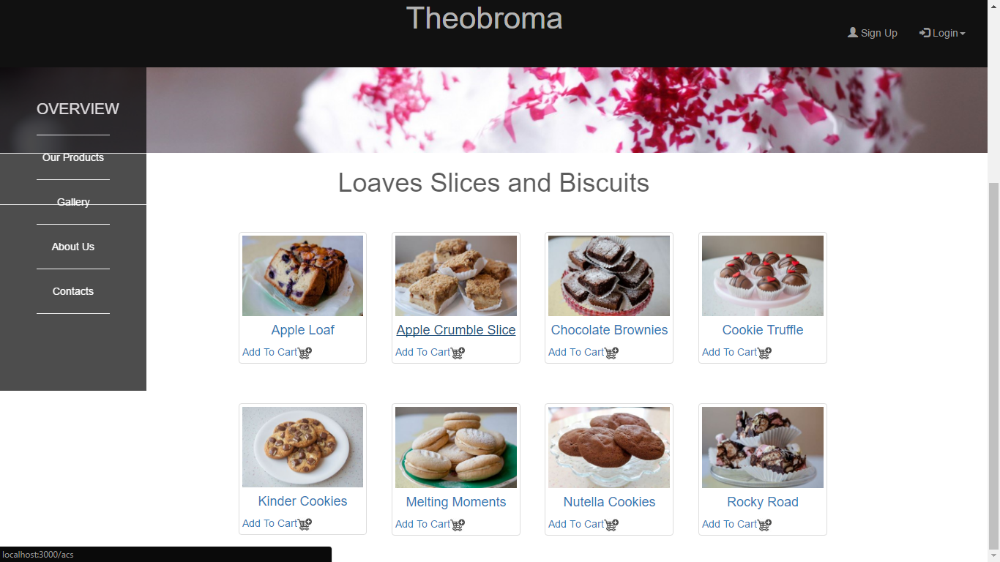 Theobroma
Sign Up Login
OVERVIEW
Our Products
Gallery
About Us
Contacts
Loaves Slices and Biscuits
Apple Loaf
Add To Cart
Apple Crumble Slice
Add To Cart
Chocolate Brownies
Add To Cart
Cookie Truffle
Add To Cart
Kinder Cookies
Add To Cart
Melting Moments
Add To Cart
Nutella Cookies
Add To Cart
Rocky Road
Add To Cart
localhost:3000/acs